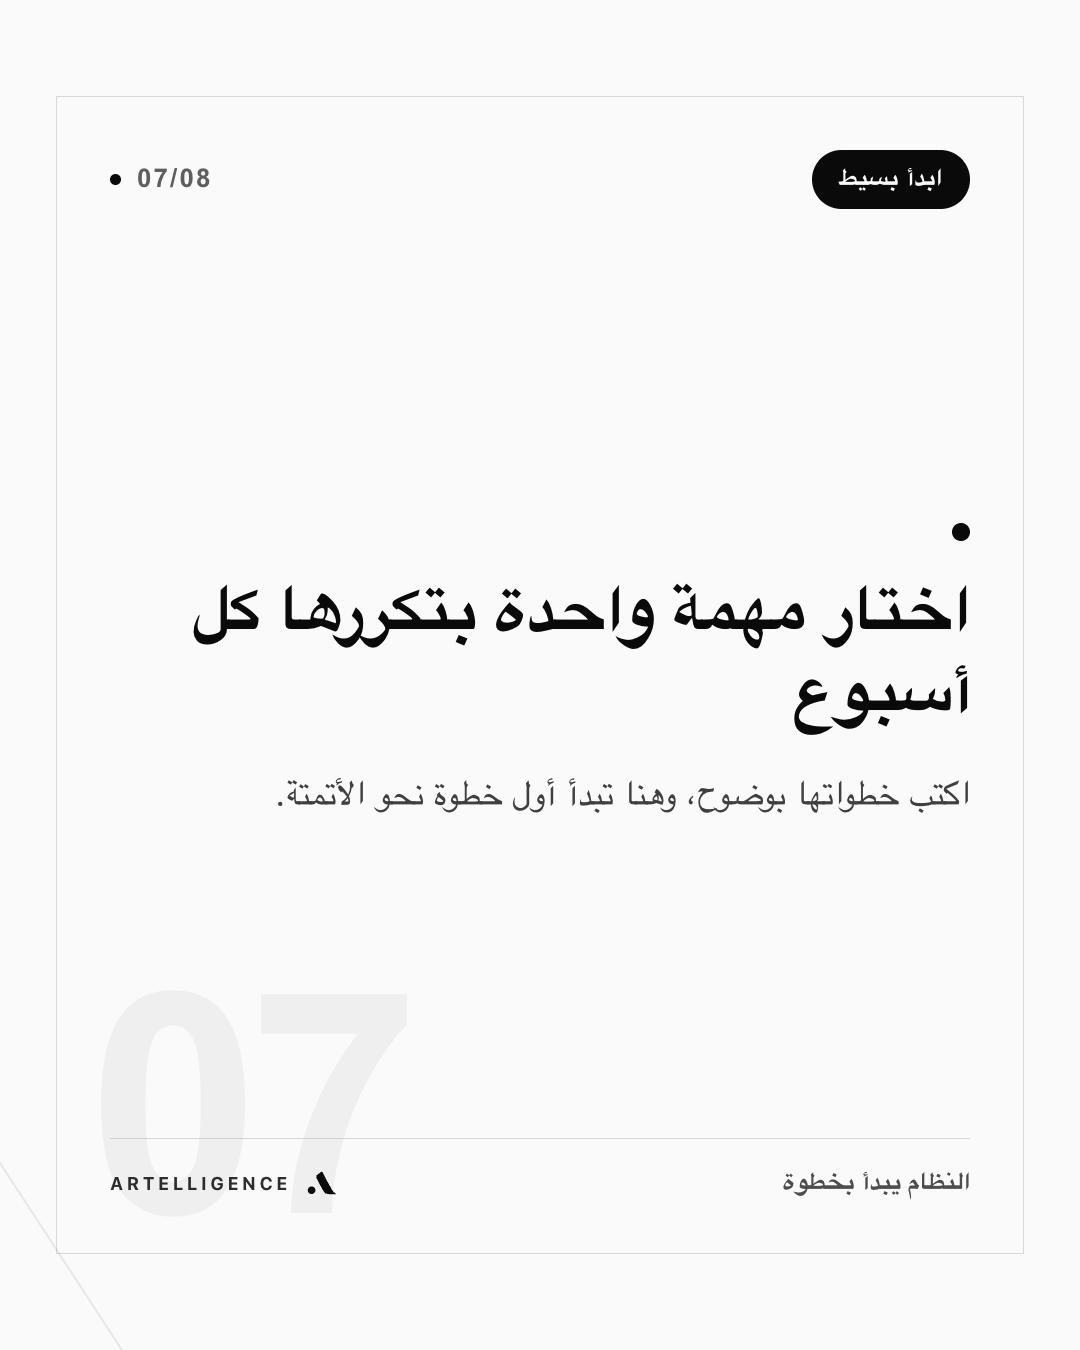 ابدأ بسيط
07/08
اختار مهمة واحدة بتكررها كل
أسبوع
اكتب خطواتها بوضوح، وهنا تبدأ أول خطوة نحو الأتمتة.
07
النظام يبدأ بخطوة
ARTELLIGENCE